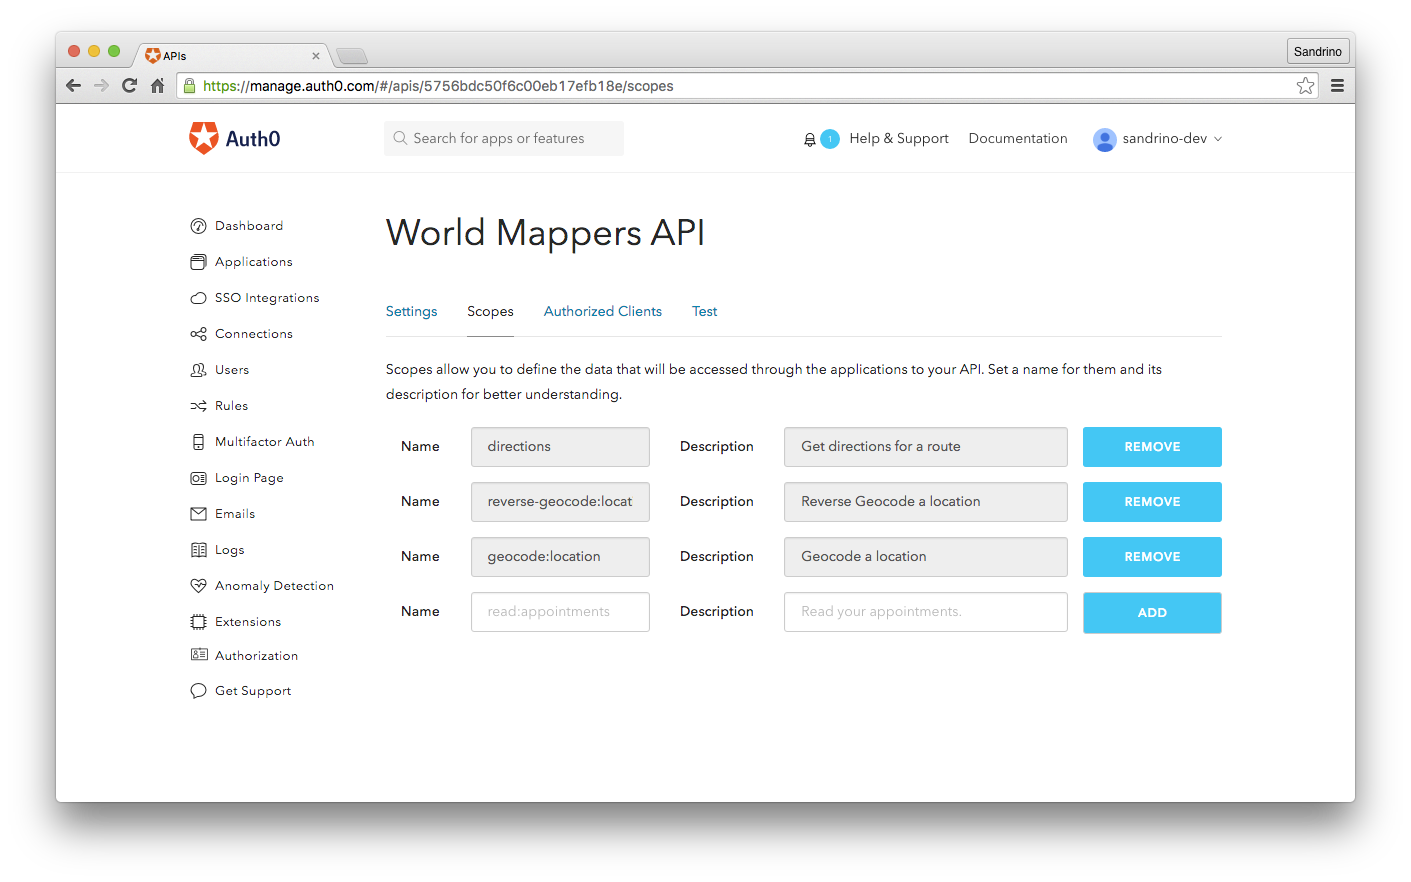 APIs
Sandrino
https://manage.auth0.com/#/apis/5756bdc50f6c00eb17efb18e/scopes
Auth0
Search for apps or features
1
Help & Support
Documentation
sandrino-dev
Dashboard
Applications
SSO Integrations
Connections
Users
Rules
Multifactor Auth
Login Page
Emails
Logs
Anomaly Detection
Extensions
Authorization
Get Support
World Mappers API
Settings Scopes Authorized Clients Test
Scopes allow you to define the data that will be accessed through the applications to your API. Set a name for them and its
description for better understanding.
Name directions Description Get directions for a route REMOVE
Name reverse-geocode:locat Description Reverse Geocode a location REMOVE
Name geocode:location Description Geocode a location REMOVE
Name read:appointments Description Read your appointments. ADD